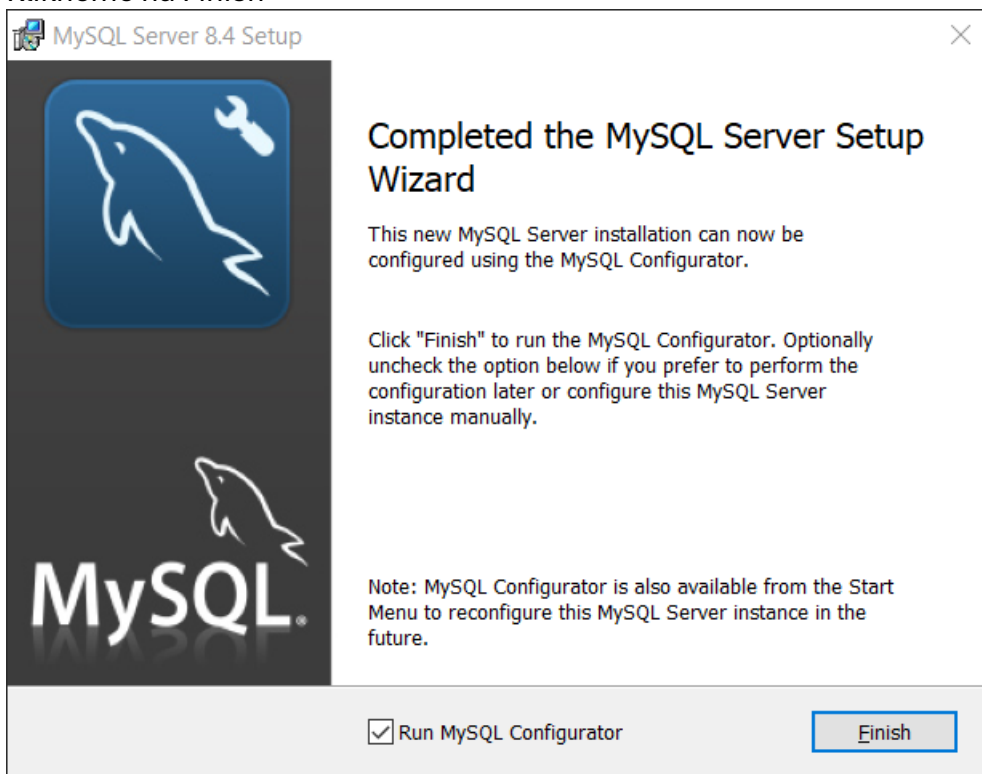 MySQL Server 8.4 Setup
Completed the MySQL Server Setup
Wizard
This new MySQL Server installation can now be
configured using the MySQL Configurator.
Click "Finish" to run the MySQL Configurator. Optionally
uncheck the option below if you prefer to perform the
configuration later or configure this MySQL Server
instance manually.
MySQL®
Note: MySQL Configurator is also available from the Start
Menu to reconfigure this MySQL Server instance in the
future.
Run MySQL Configurator
Finish